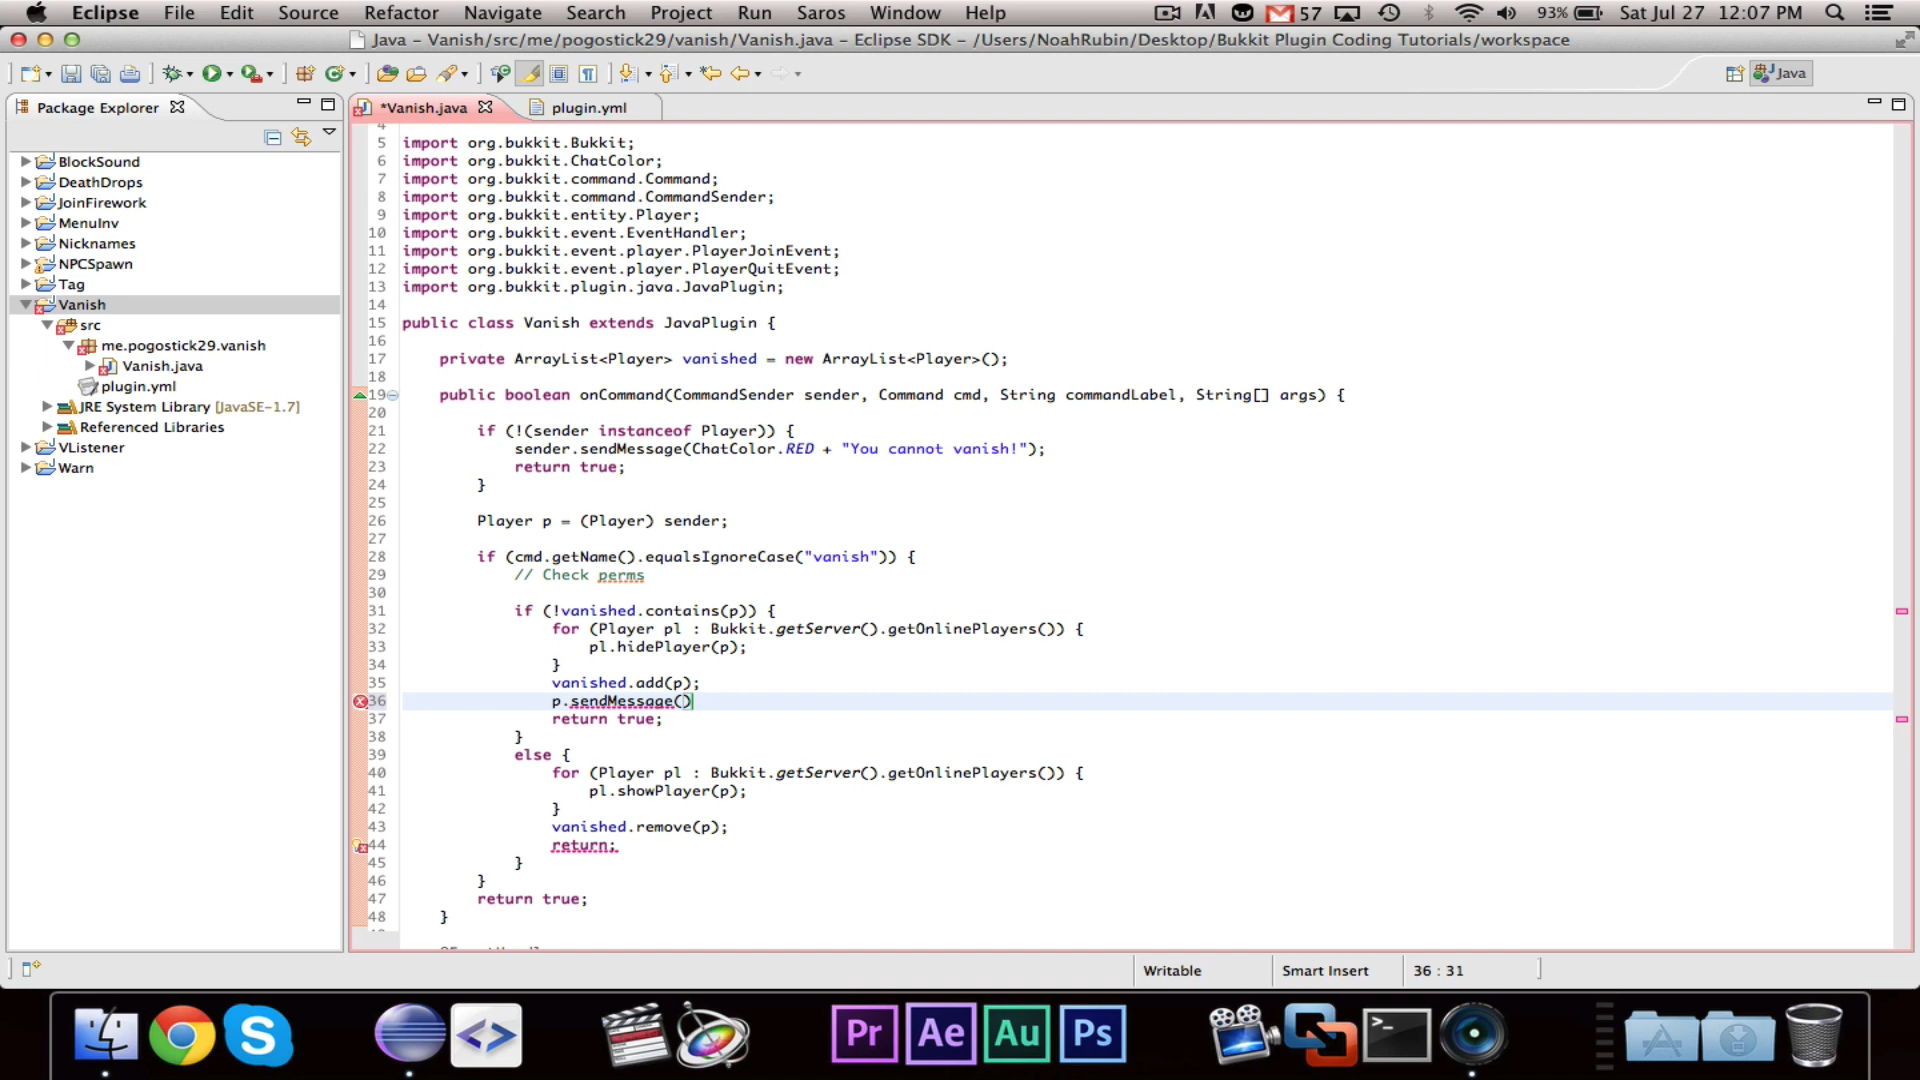 Eclipse File Edit Source Refactor Navigate Search Project Run Saros Window Help 57 93% Sat Jul 27 12:07 PM
Java – Vanish/src/me/pogostick29/vanish/Vanish.java – Eclipse SDK – /Users/NoahRubin/Desktop/Bukkit Plugin Coding Tutorials/workspace
Java
Package Explorer
*Vanish.java
plugin.yml
BlockSound
DeathDrops
JoinFirework
MenuInv
Nicknames
NPCSpawn
Tag
Vanish
src
me.pogostick29.vanish
Vanish.java
plugin.yml
JRE System Library [JavaSE-1.7]
Referenced Libraries
VListener
Warn
4
5 import org.bukkit.Bukkit;
6 import org.bukkit.ChatColor;
7 import org.bukkit.command.Command;
8 import org.bukkit.command.CommandSender;
9 import org.bukkit.entity.Player;
10 import org.bukkit.event.EventHandler;
11 import org.bukkit.event.player.PlayerJoinEvent;
12 import org.bukkit.event.player.PlayerQuitEvent;
13 import org.bukkit.plugin.java.JavaPlugin;
14
15 public class Vanish extends JavaPlugin {
16
17 private ArrayList<Player> vanished = new ArrayList<Player>();
18
19 public boolean onCommand(CommandSender sender, Command cmd, String commandLabel, String[] args) {
20
21 if (!(sender instanceof Player)) {
22 sender.sendMessage(ChatColor.RED + "You cannot vanish!");
23 return true;
24 }
25
26 Player p = (Player) sender;
27
28 if (cmd.getName().equalsIgnoreCase("vanish")) {
29 // Check perms
30
31 if (!vanished.contains(p)) {
32 for (Player pl : Bukkit.getServer().getOnlinePlayers()) {
33 pl.hidePlayer(p);
34 }
35 vanished.add(p);
36 p.sendMessage()
37 return true;
38 }
39 else {
40 for (Player pl : Bukkit.getServer().getOnlinePlayers()) {
41 pl.showPlayer(p);
42 }
43 vanished.remove(p);
44 return;
45 }
46 }
47 return true;
48 }
Writable
Smart Insert
36 : 31
Pr
Ae
Au
Ps